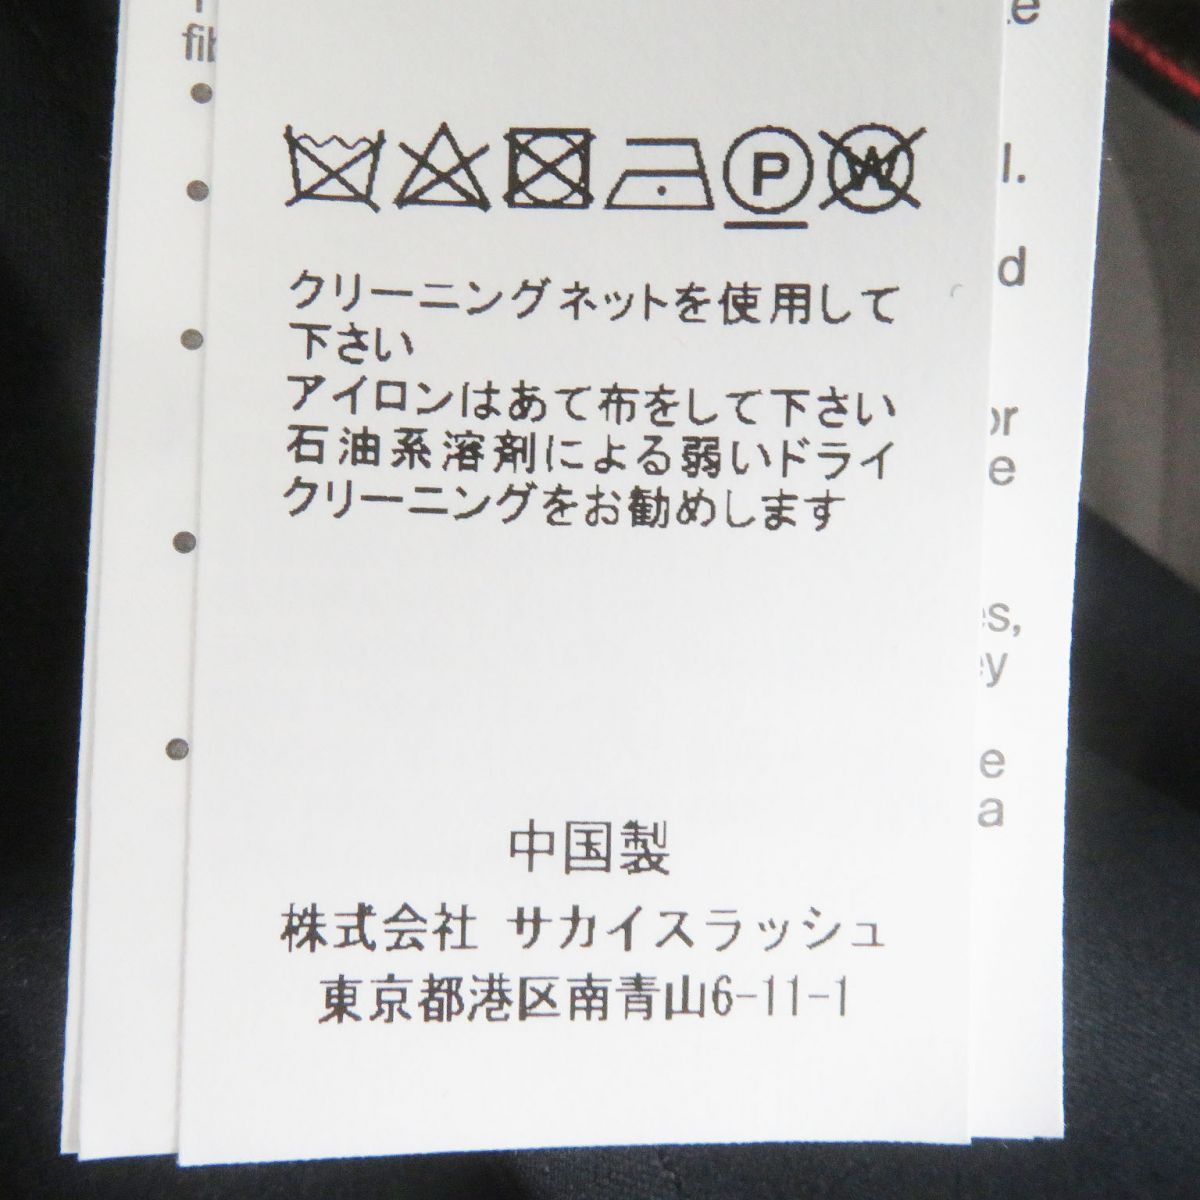 fib
e
l.
d
or
e
es,
ey
e
a
P
W
クリーニングネットを使用して
下さい
アイロンはあて布をして下さい
石油系溶剤による弱いドライ
クリーニングをお勧めします
中国製
株式会社 サカイスラッシュ
東京都港区南青山6-11-1